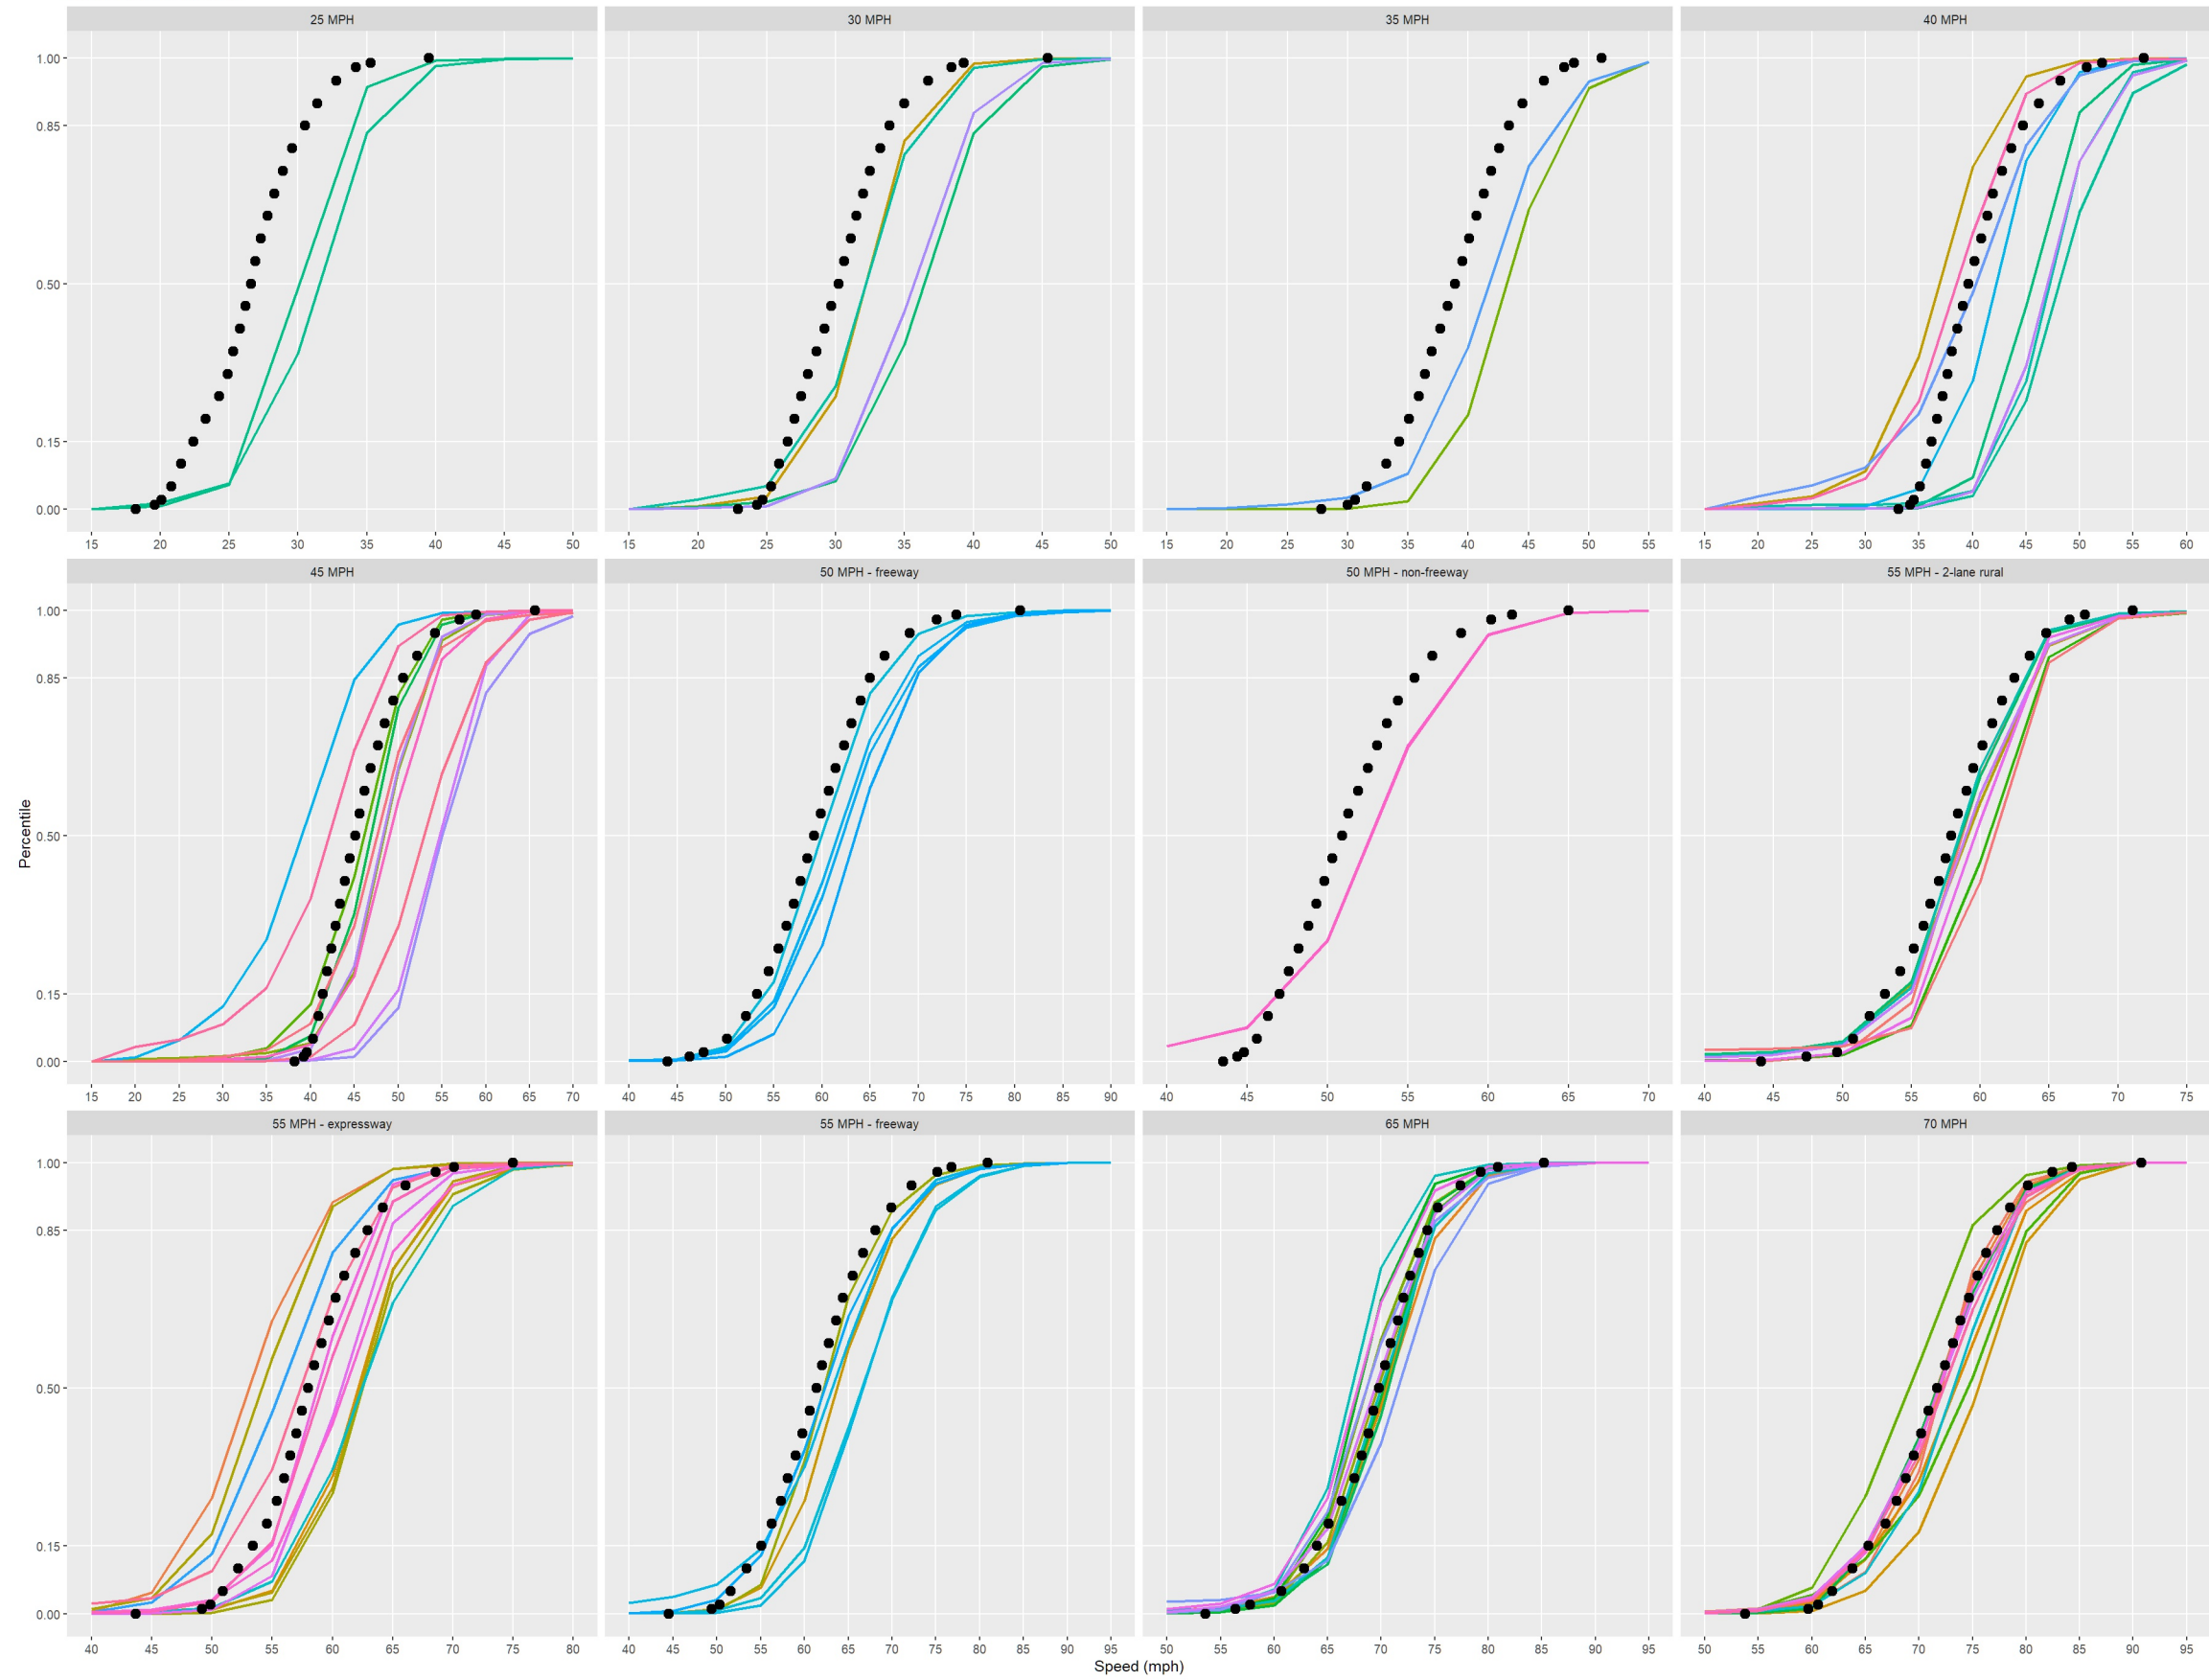 25 MPH
30 MPH
35 MPH
40 MPH
1.00
0.85
0.50
0.15
0.00
15 20 25 30 35 40 45 50
15 20 25 30 35 40 45 50
15 20 25 30 35 40 45 50 55
15 20 25 30 35 40 45 50 55 60
45 MPH
50 MPH - freeway
50 MPH - non-freeway
55 MPH - 2-lane rural
1.00
0.85
0.50
0.15
0.00
Percentile
15 20 25 30 35 40 45 50 55 60 65 70
40 45 50 55 60 65 70 75 80 85 90
40 45 50 55 60 65 70
40 45 50 55 60 65 70 75
55 MPH - expressway
55 MPH - freeway
65 MPH
70 MPH
1.00
0.85
0.50
0.15
0.00
40 45 50 55 60 65 70 75 80
40 45 50 55 60 65 70 75 80 85 90 95
50 55 60 65 70 75 80 85 90 95
50 55 60 65 70 75 80 85 90 95
Speed (mph)